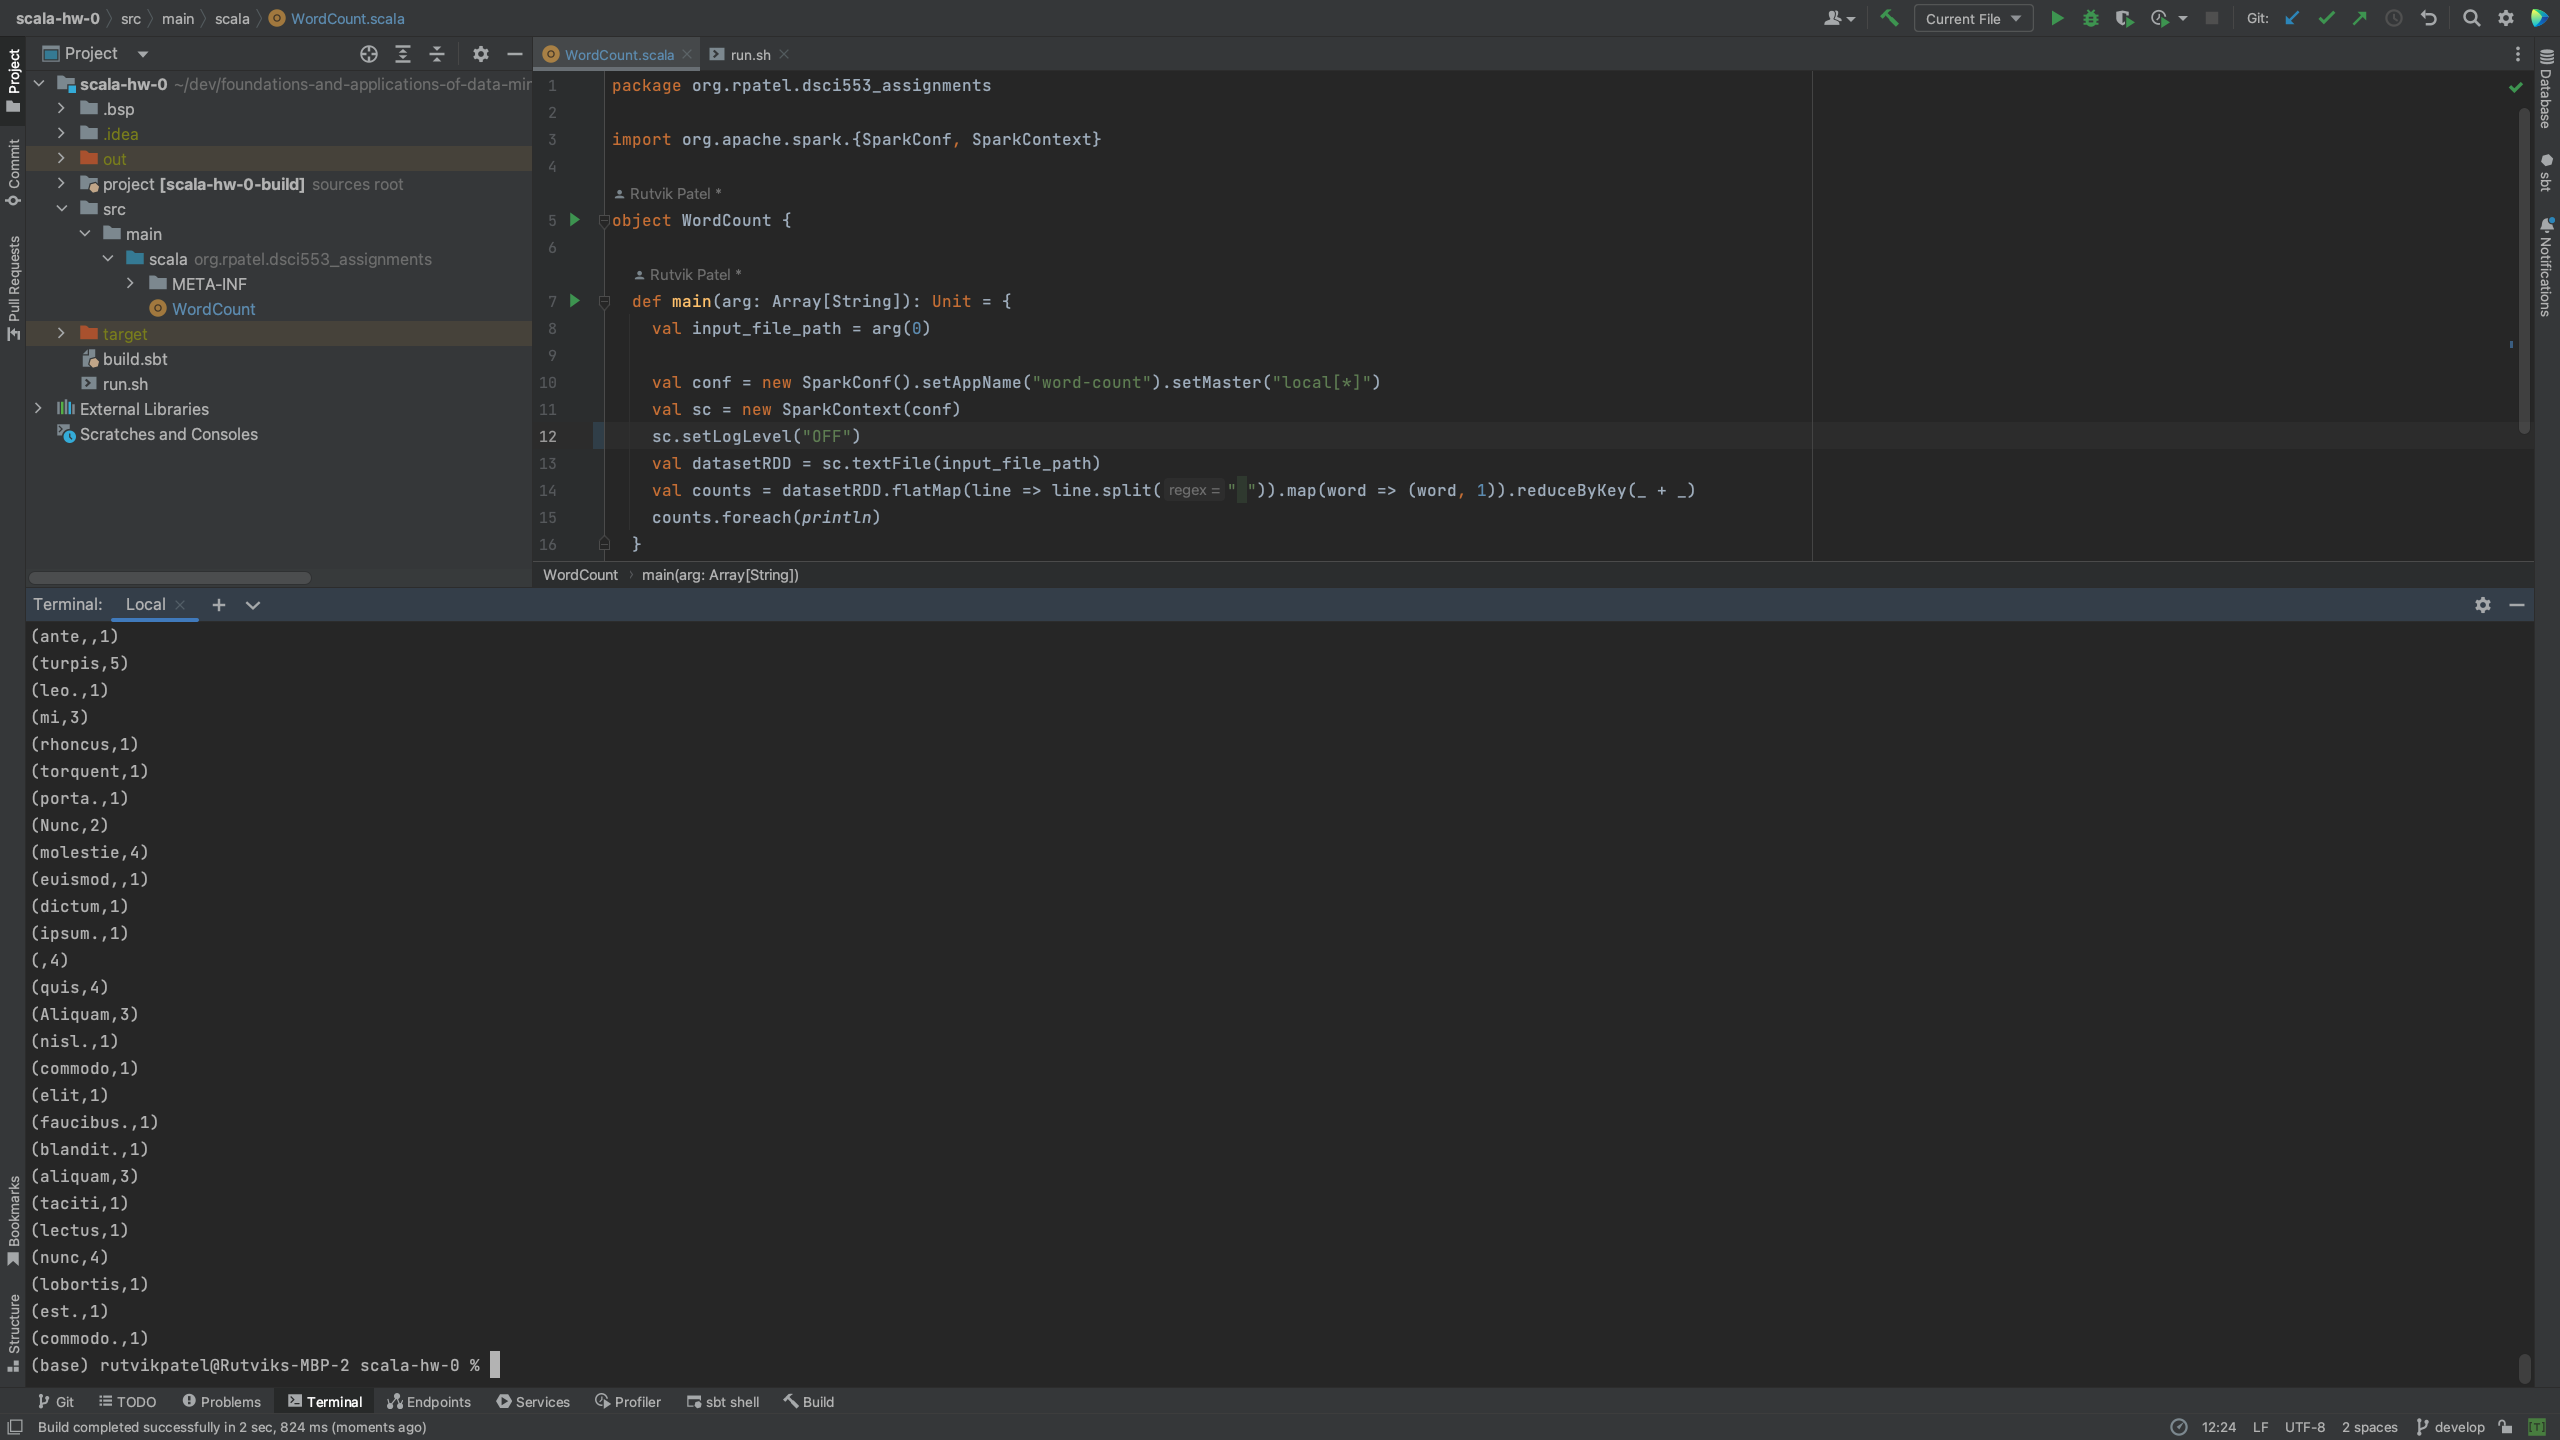 scala-hw-0 src main scala WordCount.scala Current File Git:
Project
WordCount.scala run.sh
Project
Commit
Pull Requests
Bookmarks
Structure
scala-hw-0 ~/dev/foundations-and-applications-of-data-mi
.bsp
.idea
out
project [scala-hw-0-build] sources root
src
main
scala org.rpatel.dsci553_assignments
META-INF
WordCount
target
build.sbt
run.sh
External Libraries
Scratches and Consoles
1 package org.rpatel.dsci553_assignments
2
3 import org.apache.spark.{SparkConf, SparkContext}
4
Rutvik Patel *
5 object WordCount {
6
Rutvik Patel *
7 def main(arg: Array[String]): Unit = {
8 val input_file_path = arg(0)
9
10 val conf = new SparkConf().setAppName("word-count").setMaster("local[*]")
11 val sc = new SparkContext(conf)
12 sc.setLogLevel("OFF")
13 val datasetRDD = sc.textFile(input_file_path)
14 val counts = datasetRDD.flatMap(line => line.split( regex = " ")).map(word => (word, 1)).reduceByKey(_ + _)
15 counts.foreach(println)
16 }
WordCount main(arg: Array[String])
Database
sbt
Notifications
Terminal: Local
(ante,,1)
(turpis,5)
(leo.,1)
(mi,3)
(rhoncus,1)
(torquent,1)
(porta.,1)
(Nunc,2)
(molestie,4)
(euismod,,1)
(dictum,1)
(ipsum.,1)
(,4)
(quis,4)
(Aliquam,3)
(nisl.,1)
(commodo,1)
(elit,1)
(faucibus.,1)
(blandit.,1)
(aliquam,3)
(taciti,1)
(lectus,1)
(nunc,4)
(lobortis,1)
(est.,1)
(commodo.,1)
(base) rutvikpatel@Rutviks-MBP-2 scala-hw-0 %
Git TODO Problems Terminal Endpoints Services Profiler sbt shell Build
Build completed successfully in 2 sec, 824 ms (moments ago) 12:24 LF UTF-8 2 spaces develop